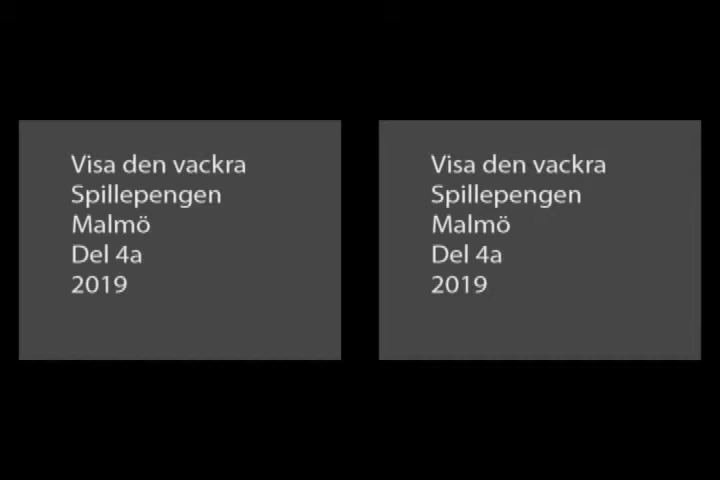 Visa den vackra
Spillepengen
Malmö
Del 4a
2019
Visa den vackra
Spillepengen
Malmö
Del 4a
2019